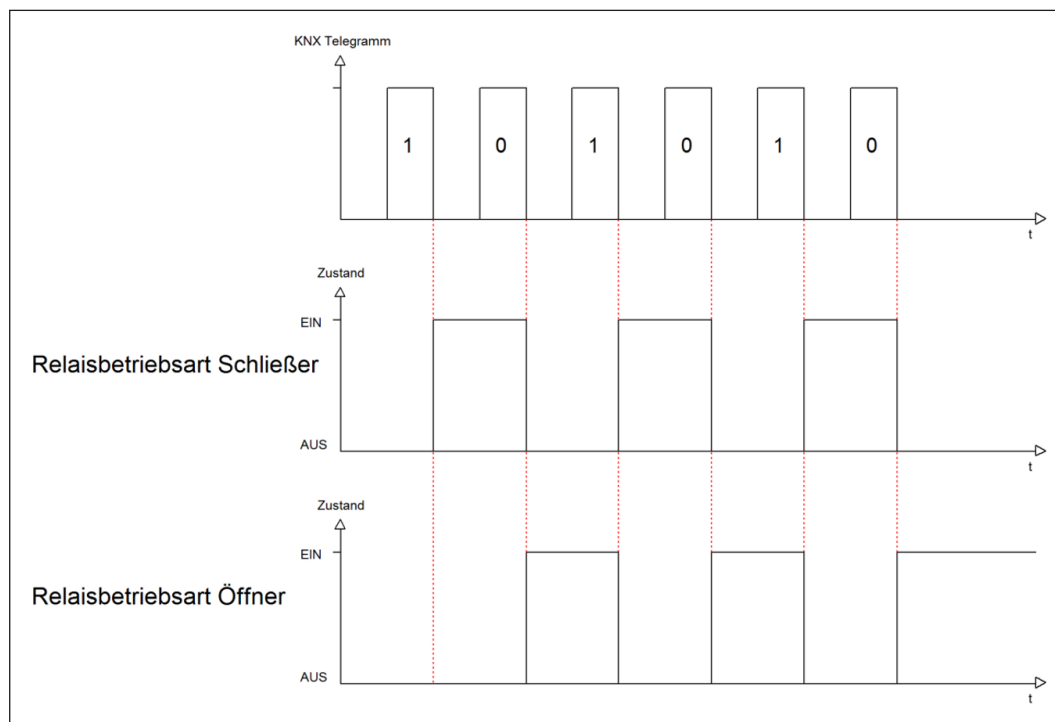 KNX Telegramm
1 0 1 0 1 0
t
Zustand
EIN
Relaisbetriebsart Schließer
AUS
t
Zustand
EIN
Relaisbetriebsart Öffner
AUS
t